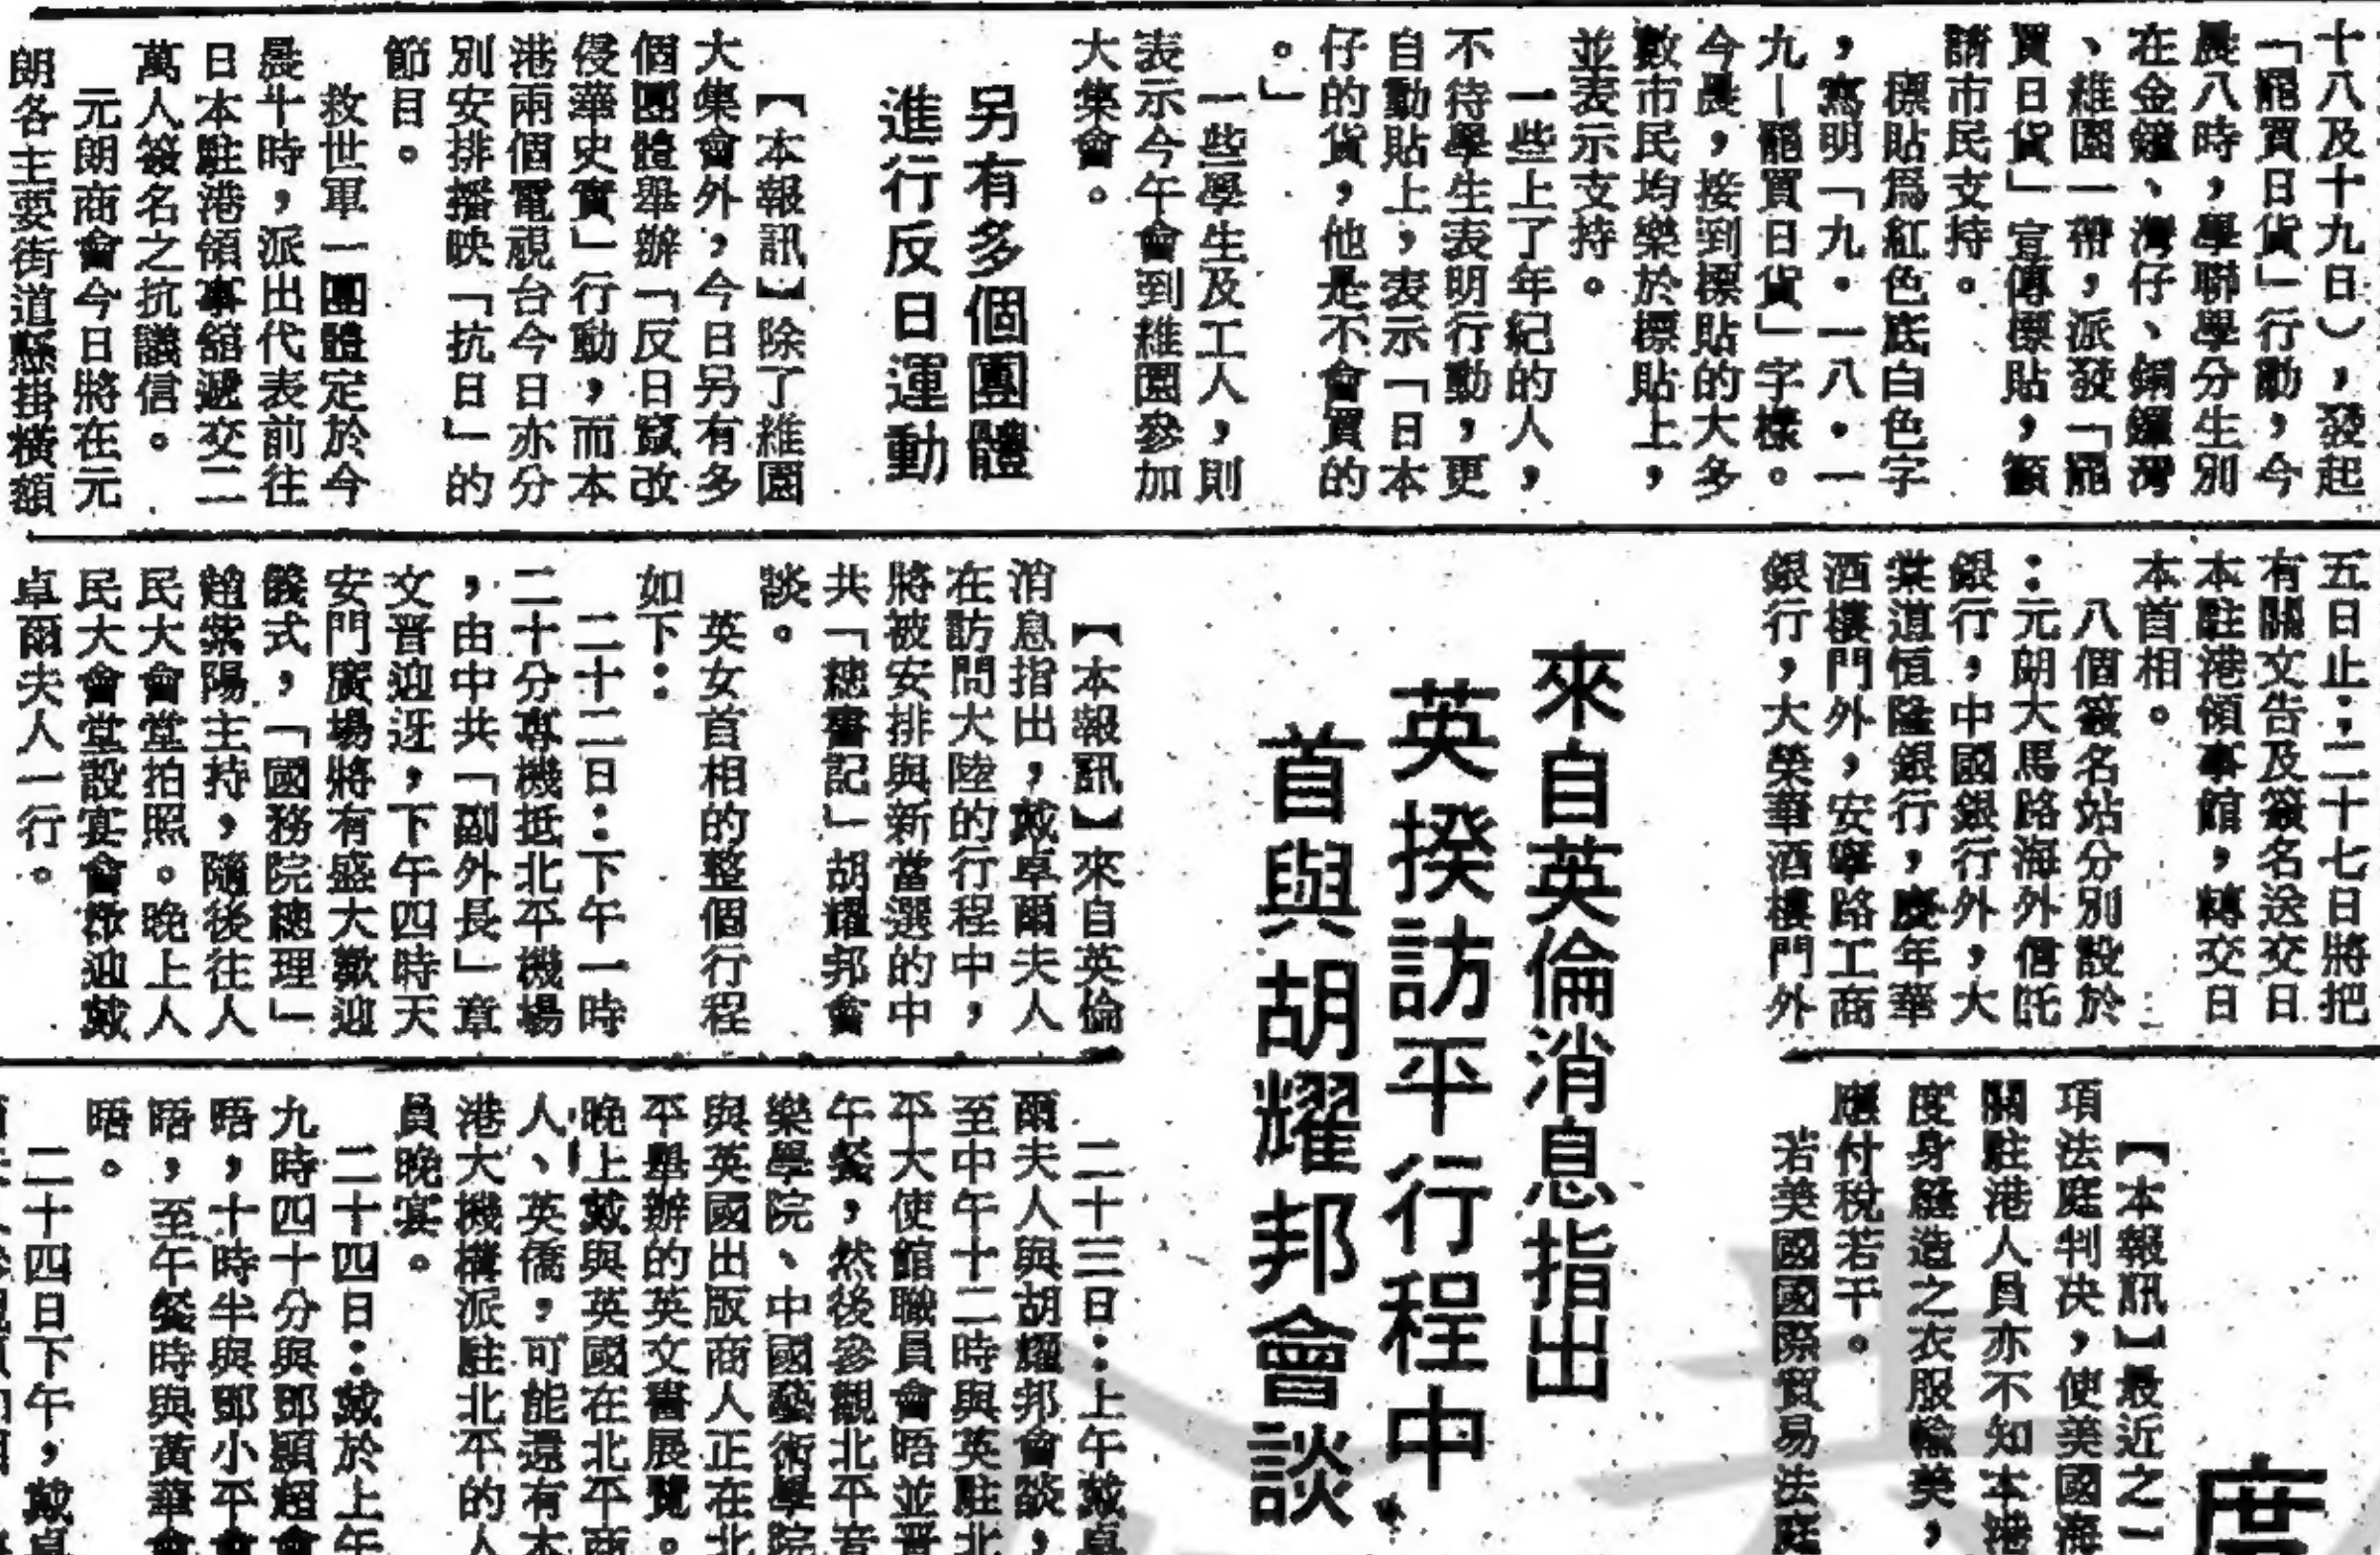 十八及十九日），發起
「罷買日貨」行動，今
晨八時，學聯學分生別
在金鐘、灣仔、銅鑼灣
、維園一帶，派發「罷
買日貨」宣傳標貼，籲
請市民支持。
標貼爲紅色底白色字
，寫明「九・一八・一
九—罷買日貨」字樣。
今晨，接到標貼的大多
數市民均樂於標貼上，
並表示支持。
一些上了年紀的人，
不待學生表明行動，更
自動貼上，表示「日本
仔的貨，他是不會買的
。」
一些學生及工人，則
表示今午會到維園參加
大集會。
另有多個團體
進行反日運動
【本報訊】除了維園
大集會外，今日另有多
個團體舉辦「反日竄改
侵華史實」行動，而本
港兩個電視台今日亦分
別安排播映「抗日」的
節目。
救世軍一團體定於今
晨十時，派出代表前往
日本駐港領事舘遞交二
萬人簽名之抗議信。
元朗商會今日將在元
朗各主要街道懸掛橫額
五日止；二十七日將把
有關文告及簽名送交日
本駐港領事館，轉交日
本首相。
八個簽名站分別設於
：元朗大馬路海外信託
銀行，中國銀行外，大
棠道恒隆銀行，慶年華
酒樓門外，安寧路工商
銀行，大榮華酒樓門外
來自英倫消息指出
英揆訪平行程中
首與胡耀邦會談
【本報訊】來自英倫
消息指出，戴卓爾夫人
在訪問大陸的行程中，
將被安排與新當選的中
共「總書記」胡耀邦會
談。
英女首相的整個行程
如下：
二十二日：下午一時
二十分專機抵北平機場
，由中共「副外長」章
文晋迎迓，下午四時天
安門廣場將有盛大歡迎
儀式，「國務院總理」
趙紫陽主持，隨後往人
民大會堂拍照。晚上人
民大會堂設宴會歡迎戴
卓爾夫人一行。
【本報訊】最近之一
項法庭判决，使美國海
關駐港人員亦不知本港
度身縫造之衣服輸美，
應付稅若干。
若美國國際貿易法庭
二十三日：上午戴卓
爾夫人與胡耀邦會談，
至中午十二時與英駐北
平大使館職員會晤並晋
午餐，然後參觀北平音
樂學院、中國藝術學院
與英國出版商人正在北
平舉辦的英文書展覽。
晚上戴與英國在北平商
人、英僑，可能還有本
港大機構派駐北平的人
員晚宴。
二十四日：戴於上午
九時四十分與鄧穎超會
晤，十時半與鄧小平會
晤，至午餐時與黃華會
晤。
二十四日下午，戴卓
度